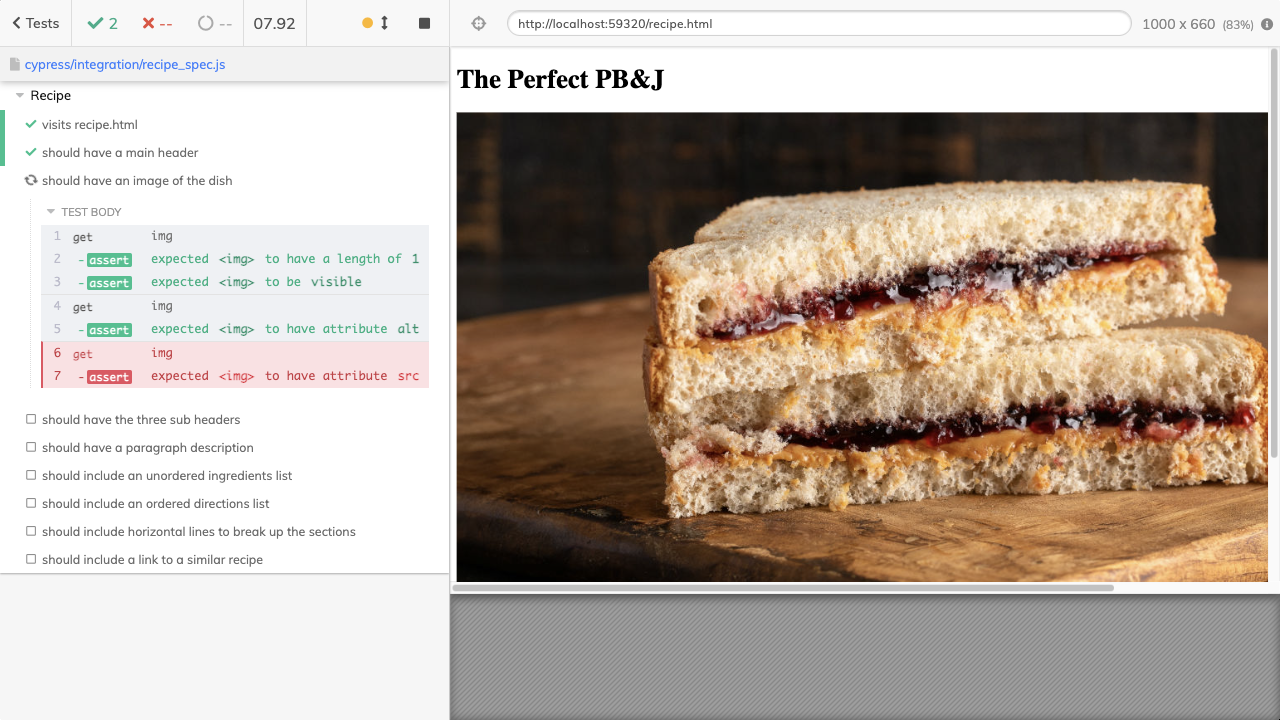 Tests
2
--
--
07.92
http://localhost:59320/recipe.html
1000 x 660 (83%)
cypress/integration/recipe_spec.js
Recipe
visits recipe.html
should have a main header
should have an image of the dish
TEST BODY
1 get img
2 -assert expected <img> to have a length of 1
3 -assert expected <img> to be visible
4 get img
5 -assert expected <img> to have attribute alt
6 get img
7 -assert expected <img> to have attribute src
should have the three sub headers
should have a paragraph description
should include an unordered ingredients list
should include an ordered directions list
should include horizontal lines to break up the sections
should include a link to a similar recipe
The Perfect PB&J